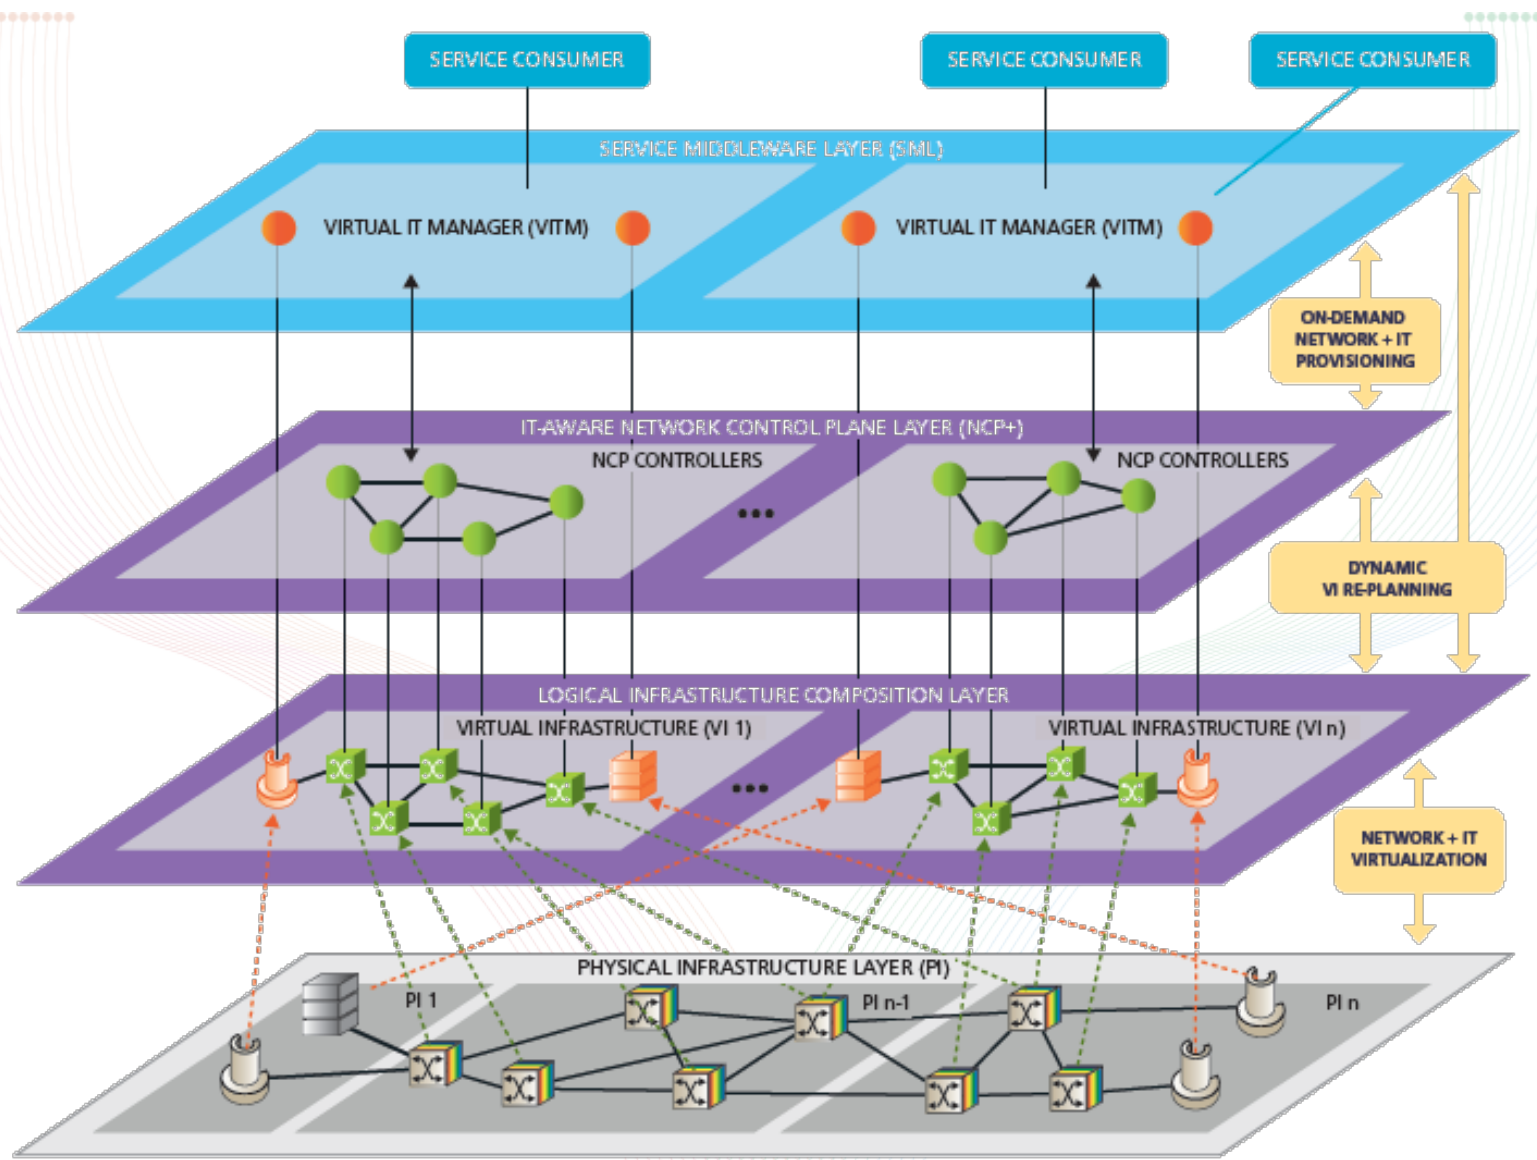 SERVICE CONSUMER
SERVICE CONSUMER
SERVICE CONSUMER
SERVICE MIDDLEWARE LAYER (SML)
VIRTUAL IT MANAGER (VITM)
VIRTUAL IT MANAGER (VITM)
ON-DEMAND
NETWORK + IT
PROVISIONING
IT-AWARE NETWORK CONTROL PLANE LAYER (NCP+)
NCP CONTROLLERS
NCP CONTROLLERS
...
DYNAMIC
VI RE-PLANNING
LOGICAL INFRASTRUCTURE COMPOSITION LAYER
VIRTUAL INFRASTRUCTURE (VI 1)
VIRTUAL INFRASTRUCTURE (VI n)
...
NETWORK + IT
VIRTUALIZATION
PHYSICAL INFRASTRUCTURE LAYER (PI)
PI 1
PI n-1
PI n